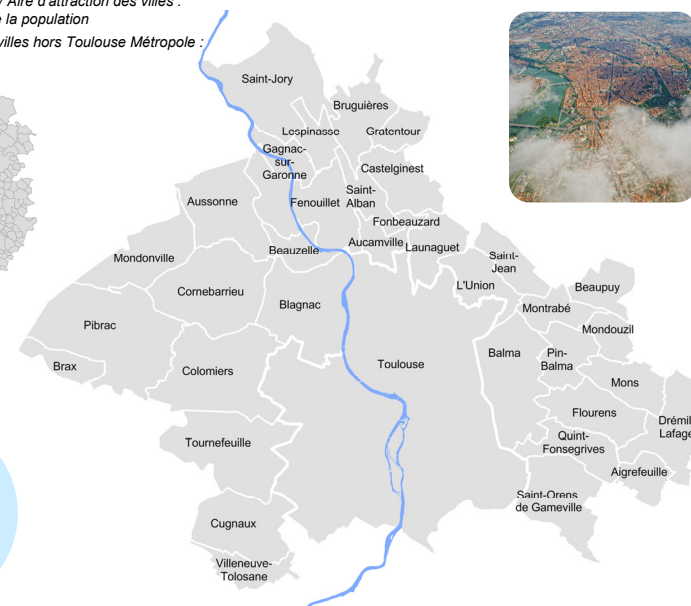 Aire d'attraction des villes :
la population
villes hors Toulouse Métropole :
Saint-Jory
Bruguières
Lespinasse
Gratentour
Gagnac-
sur-
Garonne
Castelginest
Saint-
Alban
Fenouillet
Aussonne
Fonbeauzard
Aucamville
Launaguet
Beauzelle
Saint-
Jean
Mondonville
L'Union
Beaupuy
Cornebarrieu
Blagnac
Montrabé
Pibrac
Mondouzil
Balma
Pin-
Balma
Toulouse
Brax
Colomiers
Mons
Flourens
Drémil
Lafage
Tournefeuille
Quint-
Fonsegrives
Aigrefeuille
Saint-Orens
de Gameville
Cugnaux
Villeneuve-
Tolosane